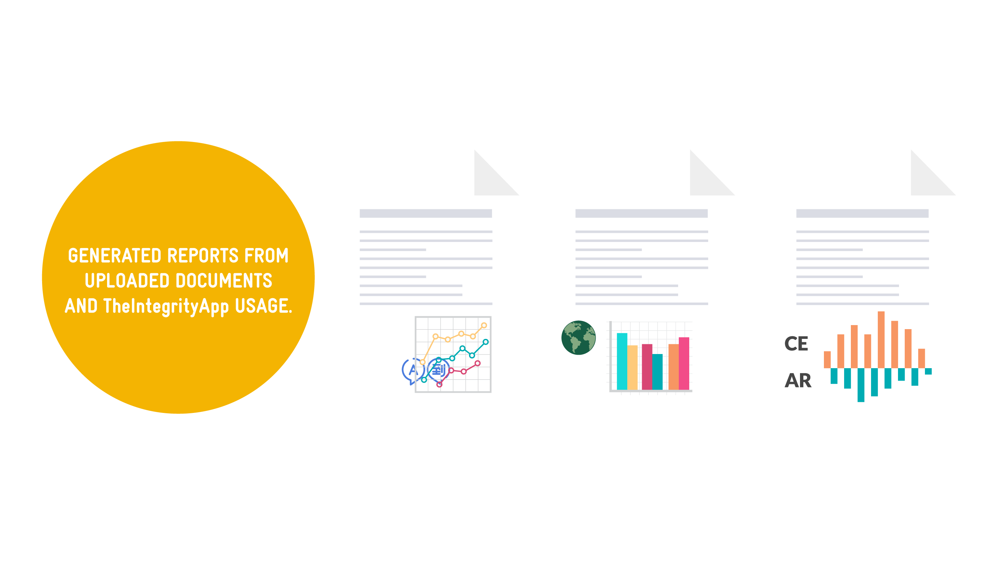 GENERATED REPORTS FROM
UPLOADED DOCUMENTS
AND TheIntegrityApp USAGE.
A
CE
AR